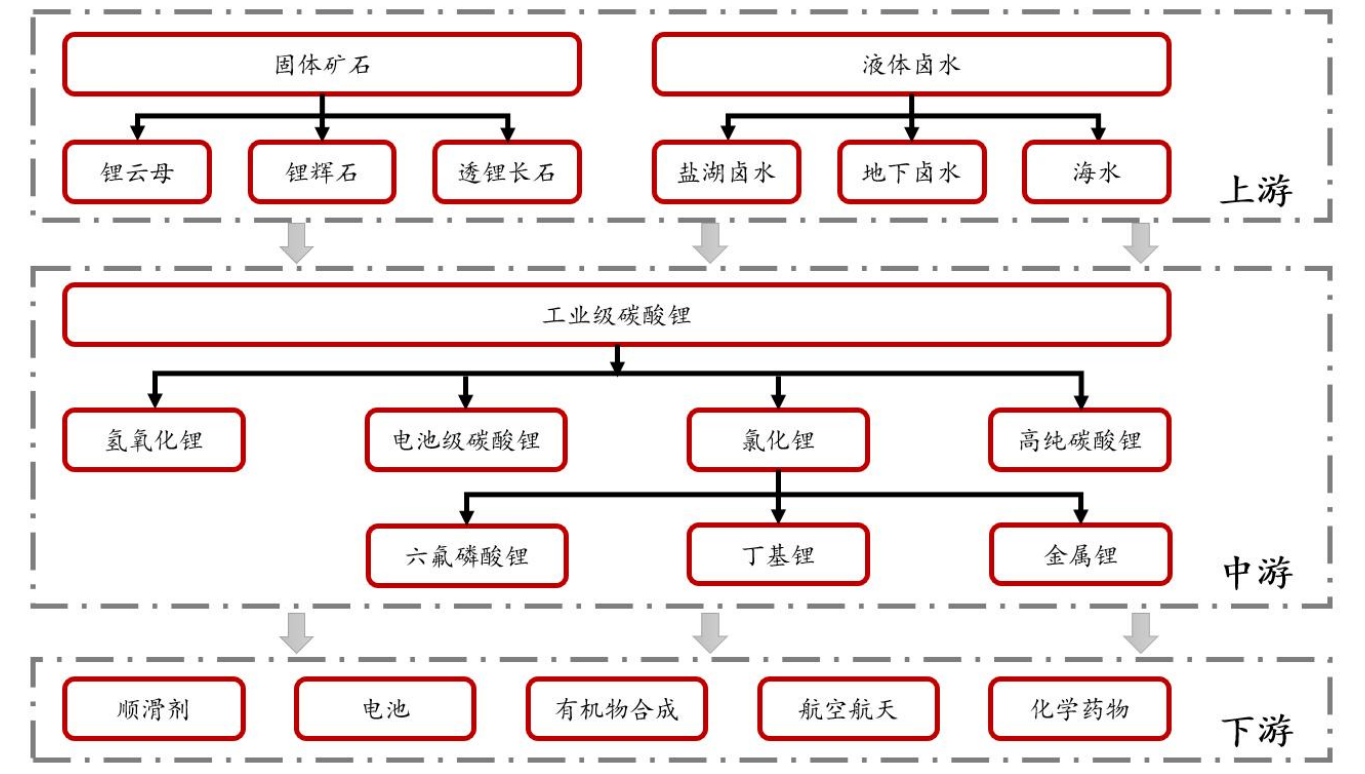 固体矿石
液体卤水
锂云母
锂辉石
透锂长石
盐湖卤水
地下卤水
海水
上游
工业级碳酸锂
氢氧化锂
电池级碳酸锂
氯化锂
高纯碳酸锂
六氟磷酸锂
丁基锂
金属锂
中游
顺滑剂
电池
有机物合成
航空航天
化学药物
下游